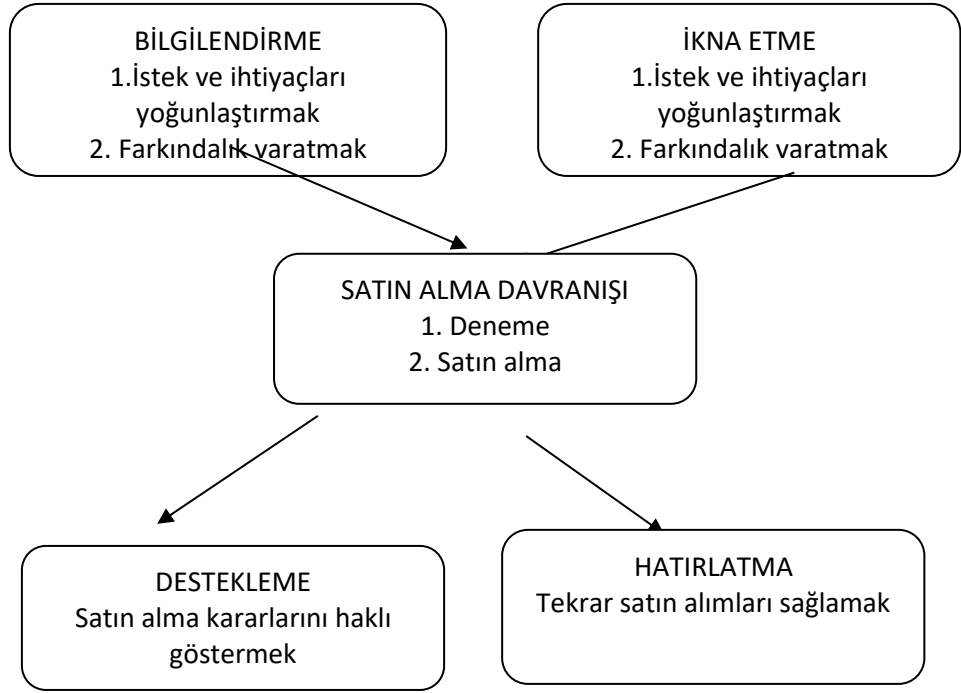 BİLGİLENDİRME
1.İstek ve ihtiyaçları
yoğunlaştırmak
2. Farkındalık varatmak
İKNA ETME
1.İstek ve ihtiyaçları
yoğunlaştırmak
2. Farkındalık varatmak
SATIN ALMA DAVRANIŞI
1. Deneme
2. Satın alma
DESTEKLEME
Satın alma kararlarını haklı
göstermek
HATIRLATMA
Tekrar satın alımları sağlamak